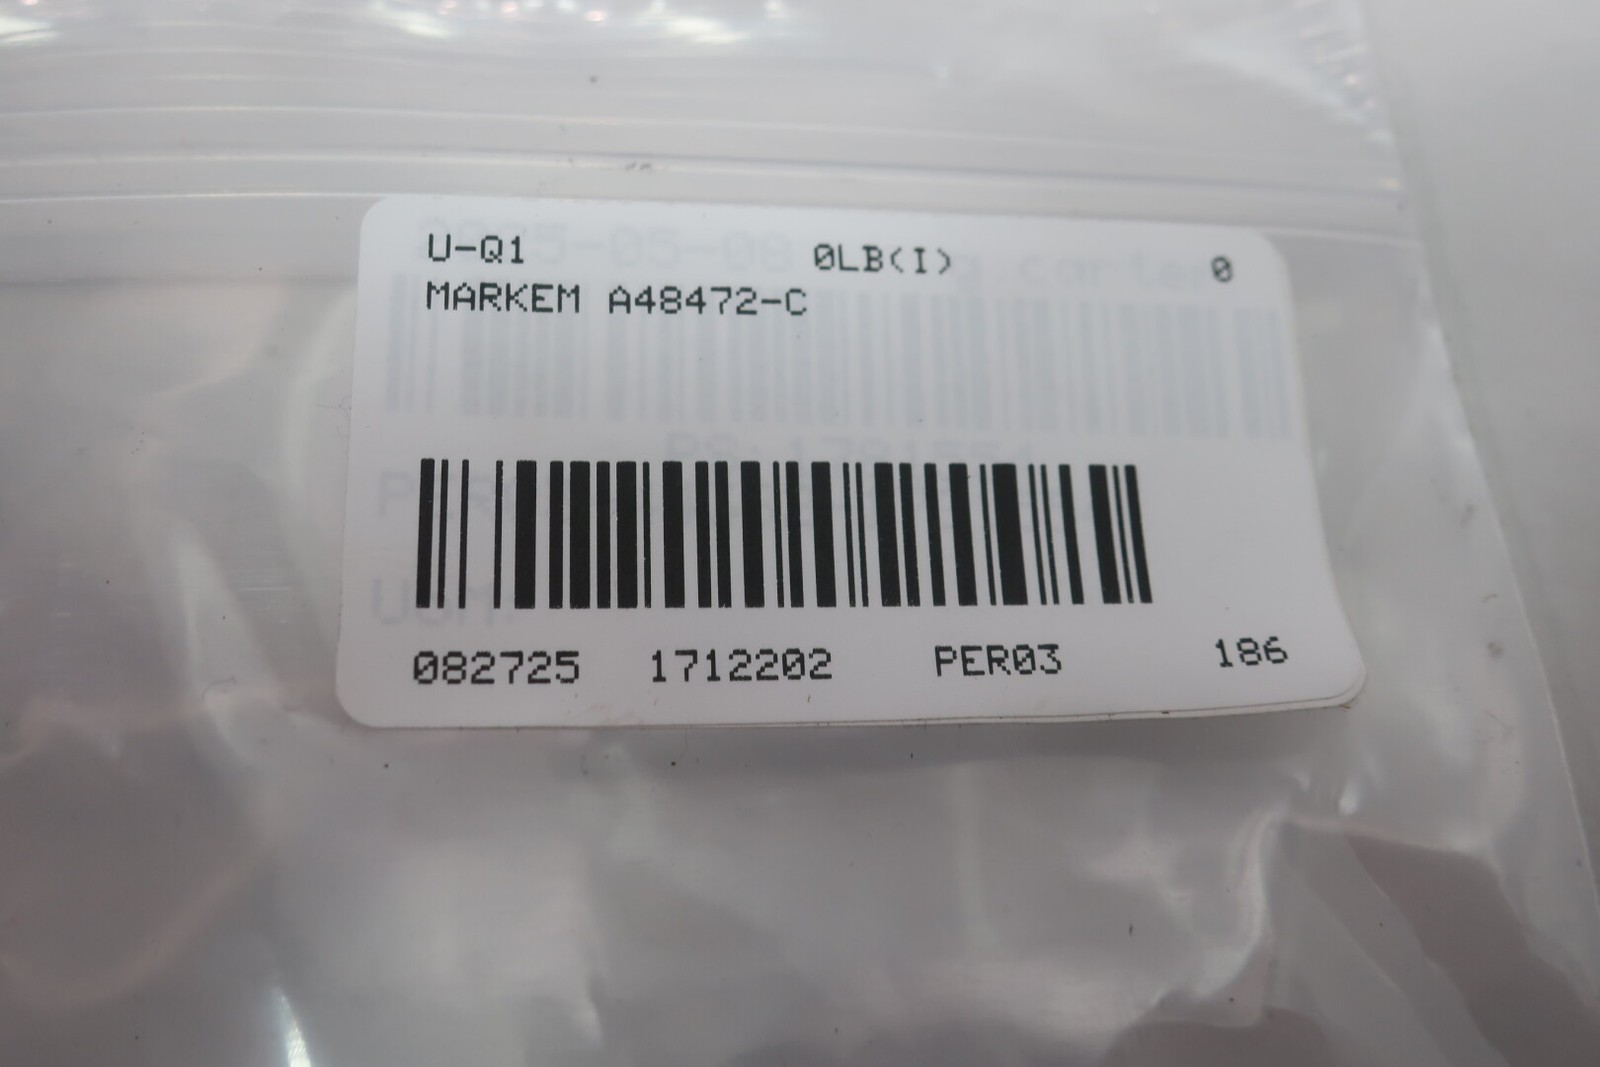 U-Q1 0LB(I) 0
MARKEM A48472-C
082725 1712202 PER03 186